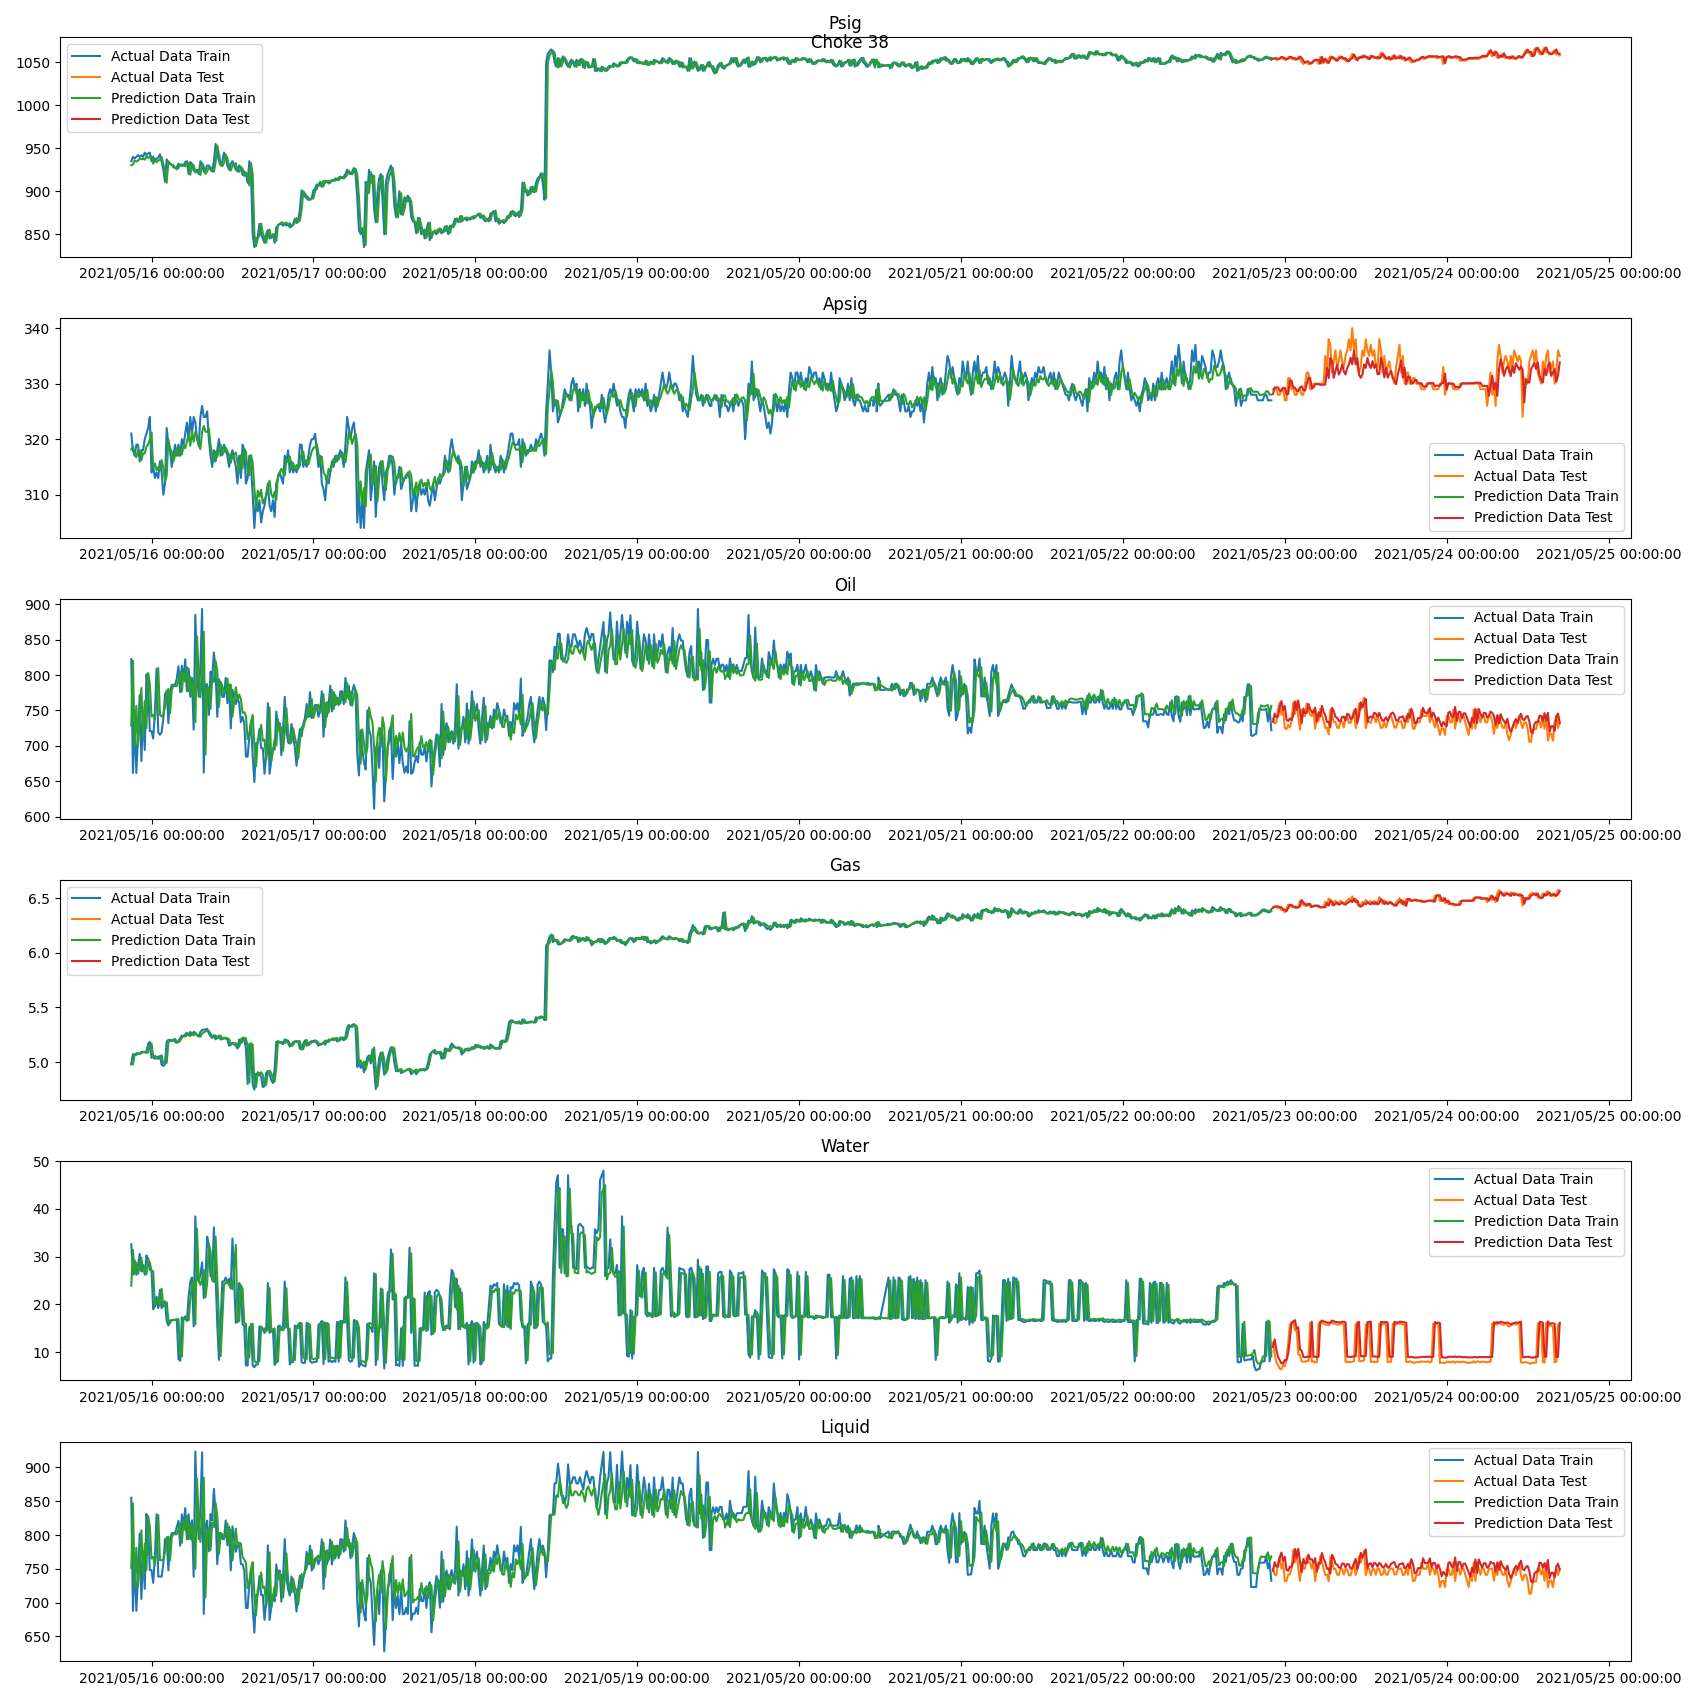 Psig
Choke 38
Actual Data Train
Actual Data Test
Prediction Data Train
Prediction Data Test
1050
1000
950
900
850
2021/05/16 00:00:00 2021/05/17 00:00:00 2021/05/18 00:00:00 2021/05/19 00:00:00 2021/05/20 00:00:00 2021/05/21 00:00:00 2021/05/22 00:00:00 2021/05/23 00:00:00 2021/05/24 00:00:00 2021/05/25 00:00:00
Apsig
340
330
320
310
Actual Data Train
Actual Data Test
Prediction Data Train
Prediction Data Test
2021/05/16 00:00:00 2021/05/17 00:00:00 2021/05/18 00:00:00 2021/05/19 00:00:00 2021/05/20 00:00:00 2021/05/21 00:00:00 2021/05/22 00:00:00 2021/05/23 00:00:00 2021/05/24 00:00:00 2021/05/25 00:00:00
Oil
900
850
800
750
700
650
600
Actual Data Train
Actual Data Test
Prediction Data Train
Prediction Data Test
2021/05/16 00:00:00 2021/05/17 00:00:00 2021/05/18 00:00:00 2021/05/19 00:00:00 2021/05/20 00:00:00 2021/05/21 00:00:00 2021/05/22 00:00:00 2021/05/23 00:00:00 2021/05/24 00:00:00 2021/05/25 00:00:00
Gas
Actual Data Train
Actual Data Test
Prediction Data Train
Prediction Data Test
6.5
6.0
5.5
5.0
2021/05/16 00:00:00 2021/05/17 00:00:00 2021/05/18 00:00:00 2021/05/19 00:00:00 2021/05/20 00:00:00 2021/05/21 00:00:00 2021/05/22 00:00:00 2021/05/23 00:00:00 2021/05/24 00:00:00 2021/05/25 00:00:00
Water
50
40
30
20
10
Actual Data Train
Actual Data Test
Prediction Data Train
Prediction Data Test
2021/05/16 00:00:00 2021/05/17 00:00:00 2021/05/18 00:00:00 2021/05/19 00:00:00 2021/05/20 00:00:00 2021/05/21 00:00:00 2021/05/22 00:00:00 2021/05/23 00:00:00 2021/05/24 00:00:00 2021/05/25 00:00:00
Liquid
900
850
800
750
700
650
Actual Data Train
Actual Data Test
Prediction Data Train
Prediction Data Test
2021/05/16 00:00:00 2021/05/17 00:00:00 2021/05/18 00:00:00 2021/05/19 00:00:00 2021/05/20 00:00:00 2021/05/21 00:00:00 2021/05/22 00:00:00 2021/05/23 00:00:00 2021/05/24 00:00:00 2021/05/25 00:00:00